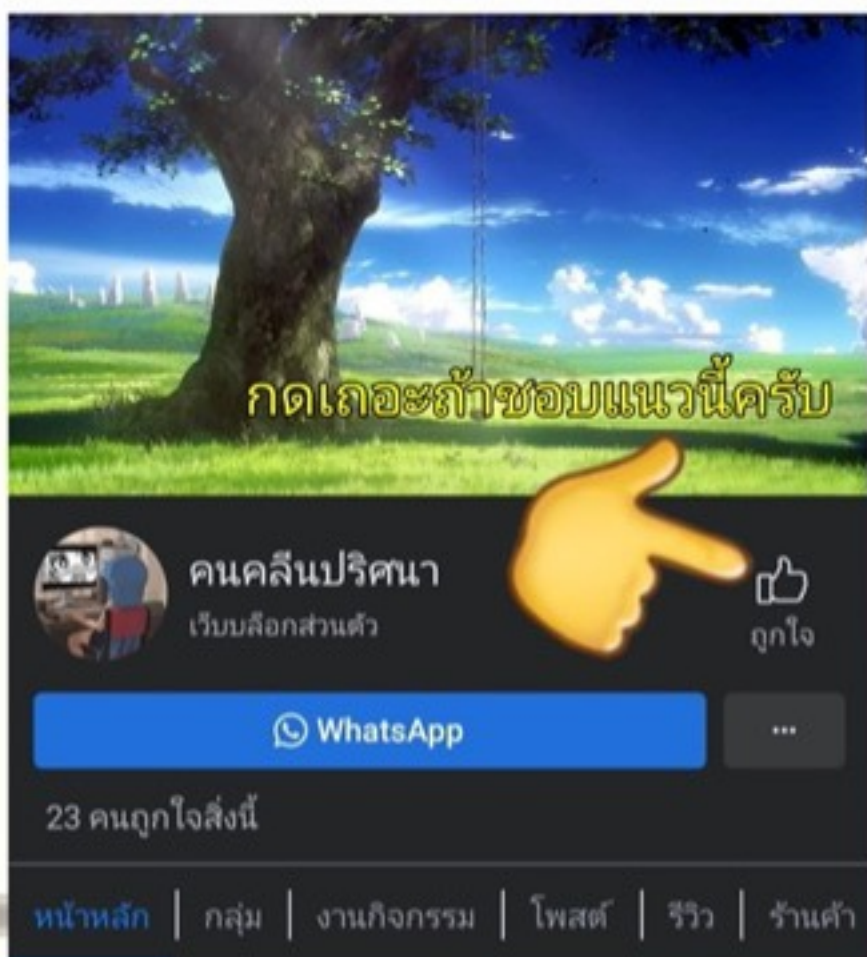 กดเถอะถ้าชอบแนวนี้ครับ
คนคลีนปริศนา
เว็บบล็อกส่วนตัว
ถูกใจ
WhatsApp
23 คนถูกใจสิ่งนี้
หน้าหลัก | กลุ่ม | งานกิจกรรม | โพสต์ | รีวิว | ร้านค้า